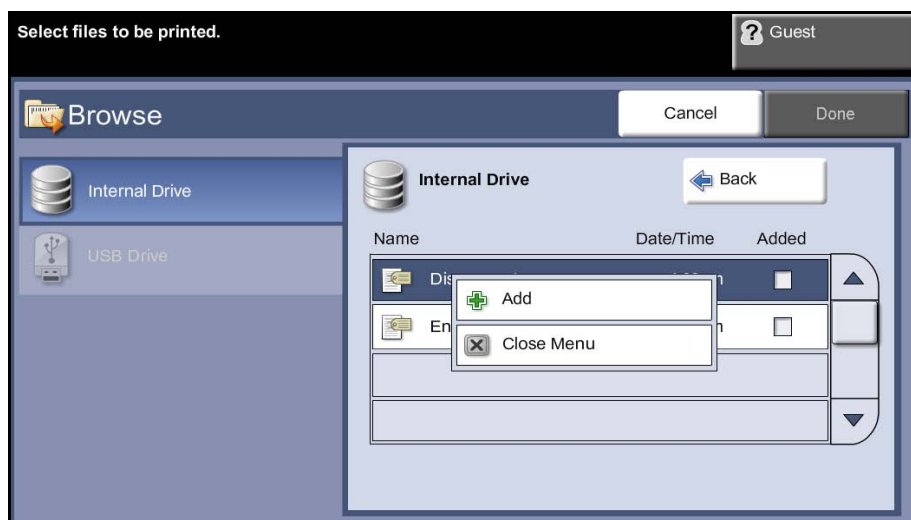 Select files to be printed.
Guest
Browse
Cancel
Done
Internal Drive
USB Drive
Internal Drive
Back
Name
Date/Time
Added
Add
Close Menu